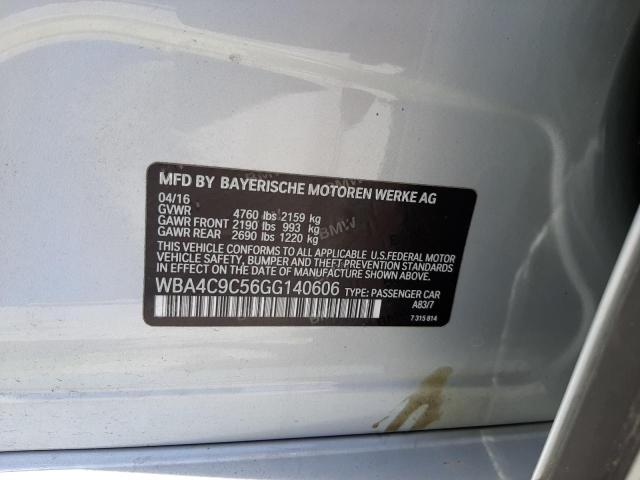 MFD BY BAYERISCHE MOTOREN WERKE AG
04/16
GVWR 4760 lbs 2159 kg
GAWR FRONT 2190 lbs 993 kg
GAWR REAR 2690 lbs 1220 kg
THIS VEHICLE CONFORMS TO ALL APPLICABLE U.S.FEDERAL MOTOR
VEHICLE SAFETY, BUMPER AND THEFT PREVENTION STANDARDS
IN EFFECT ON THE DATE OF MANUFACTURE SHOWN ABOVE.
WBA4C9C56GG140606 TYPE: PASSENGER CAR
A83/7
7 315 814
BMW